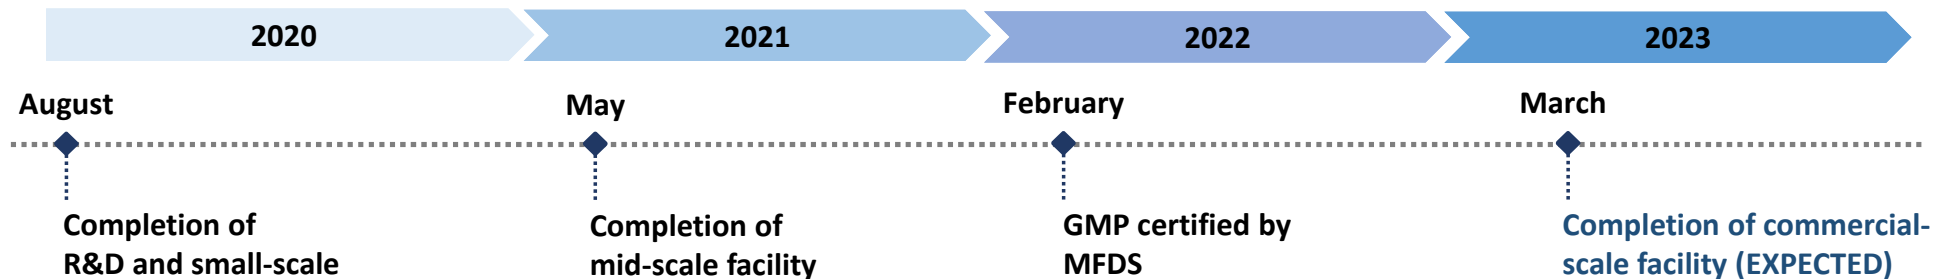 2020
2021
2022
2023
August
May
February
March
Completion of
R&D and small-scale
Completion of
mid-scale facility
GMP certified by
MFDS
Completion of commercial-
scale facility (EXPECTED)